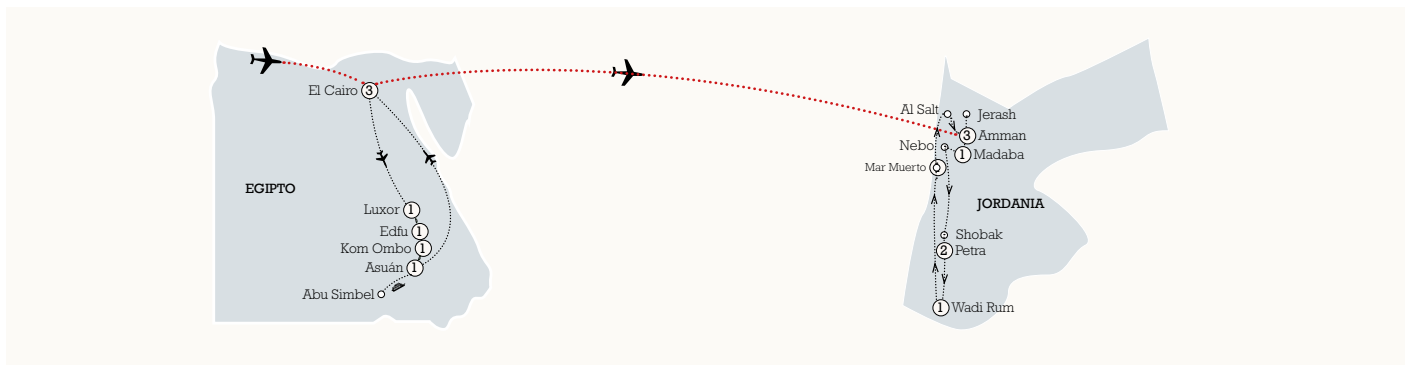 El Cairo 3
EGIPTO
Luxor 1
Edfu 1
Kom Ombo 1
Asuán 1
Abu Simbel
Al Salt
Jerash
3 Amman
Nebo
1 Madaba
Mar Muerto
JORDANIA
Shobak
2 Petra
1 Wadi Rum